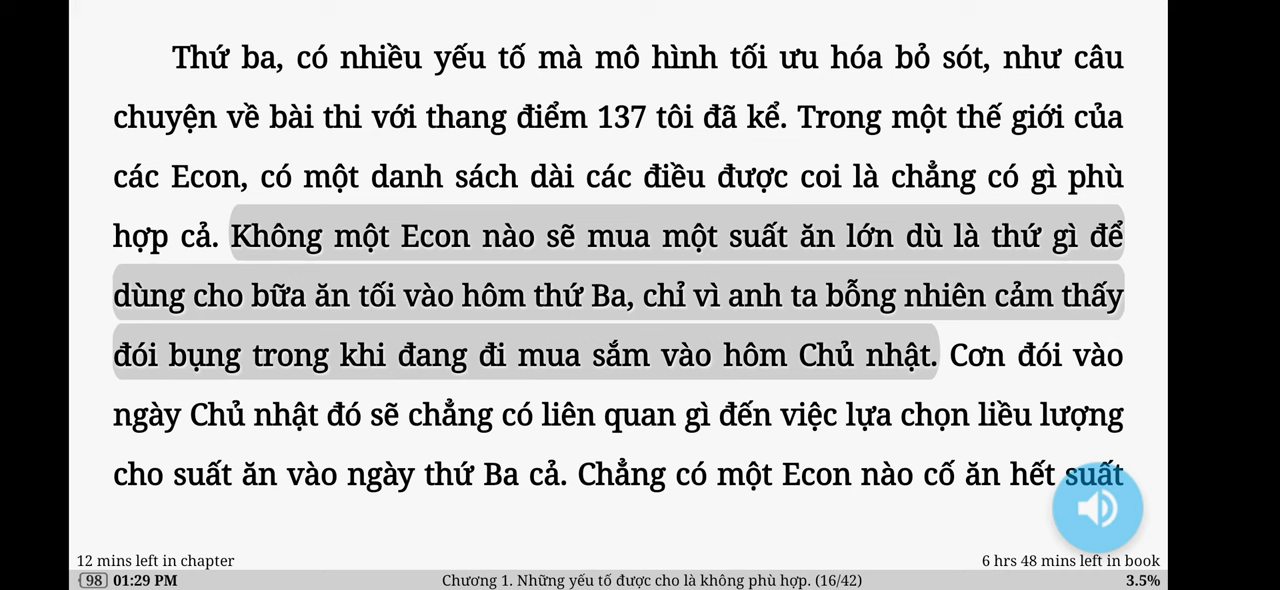 Thứ ba, có nhiều yếu tố mà mô hình tối ưu hóa bỏ sót, như câu
chuyện về bài thi với thang điểm 137 tôi đã kể. Trong một thế giới của
các Econ, có một danh sách dài các điều được coi là chẳng có gì phù
hợp cả. Không một Econ nào sẽ mua một suất ăn lớn dù là thứ gì để
dùng cho bữa ăn tối vào hôm thứ Ba, chỉ vì anh ta bỗng nhiên cảm thấy
đói bụng trong khi đang đi mua sắm vào hôm Chủ nhật. Cơn đói vào
ngày Chủ nhật đó sẽ chẳng có liên quan gì đến việc lựa chọn liều lượng
cho suất ăn vào ngày thứ Ba cả. Chẳng có một Econ nào cố ăn hết suất
12 mins left in chapter
6 hrs 48 mins left in book
98 01:29 PM
Chương 1. Những yếu tố được cho là không phù hợp. (16/42)
3.5%